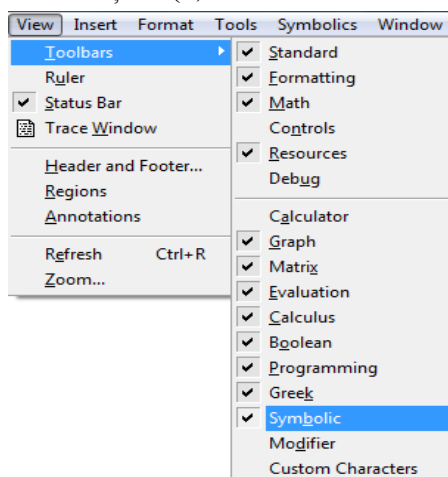 View Insert Format Tools Symbolics Window
Toolbars
Ruler
Status Bar
Trace Window
Header and Footer...
Regions
Annotations
Refresh Ctrl+R
Zoom...
Standard
Formatting
Math
Controls
Resources
Debug
Calculator
Graph
Matrix
Evaluation
Calculus
Boolean
Programming
Greek
Symbolic
Modifier
Custom Characters